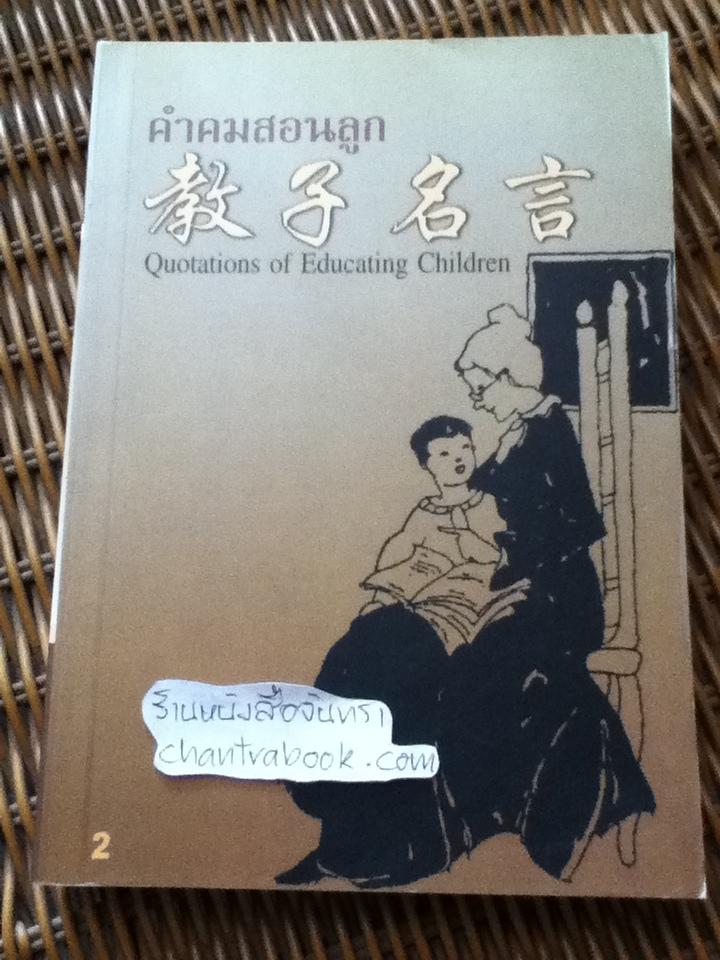 คำคมสอนลูก
教子名言
Quotations of Educating Children
ร้านหนังสือจันทรา
chantrabook.com
2